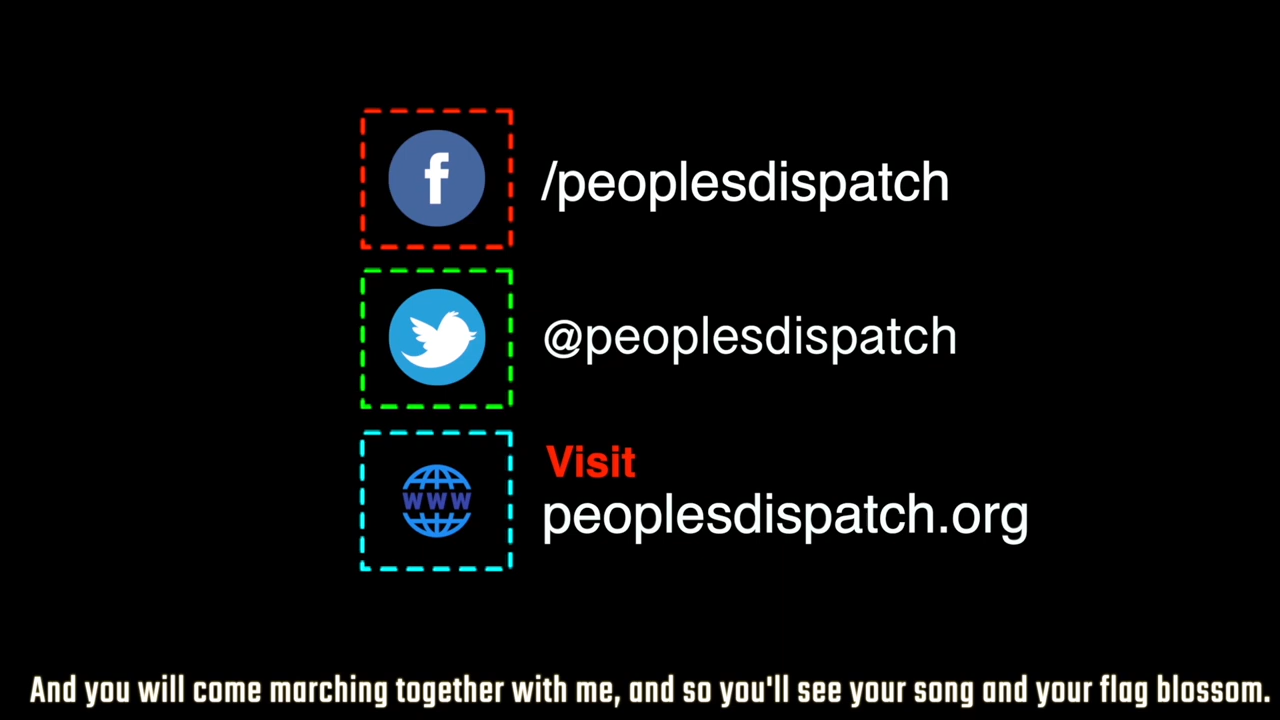 f
/peoplesdispatch
@peoplesdispatch
Visit
www
peoplesdispatch.org
And you will come marching together with me, and so you'll see your song and your flag blossom.